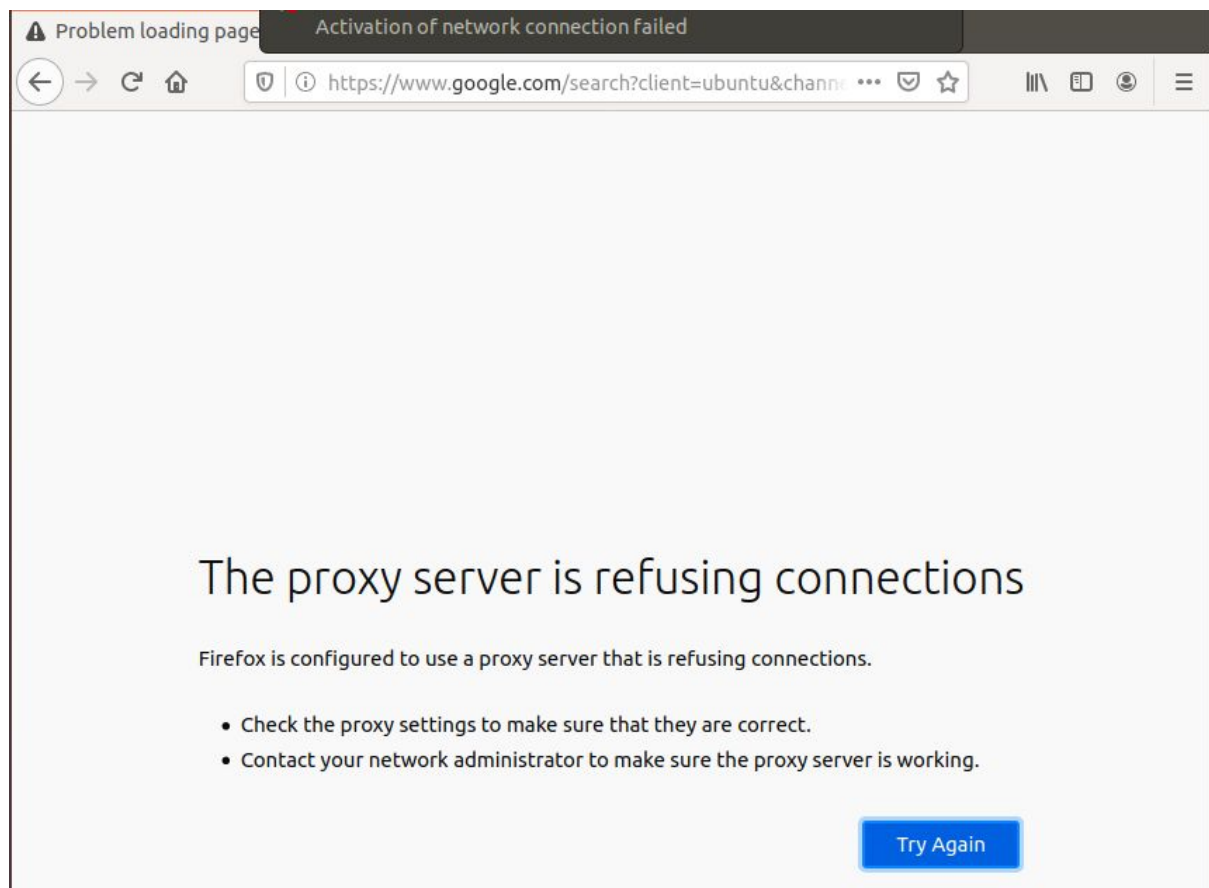 Activation of network connection failed
Problem loading page
https://www.google.com/search?client=ubuntu&channe
The proxy server is refusing connections
Firefox is configured to use a proxy server that is refusing connections.
• Check the proxy settings to make sure that they are correct.
• Contact your network administrator to make sure the proxy server is working.
Try Again